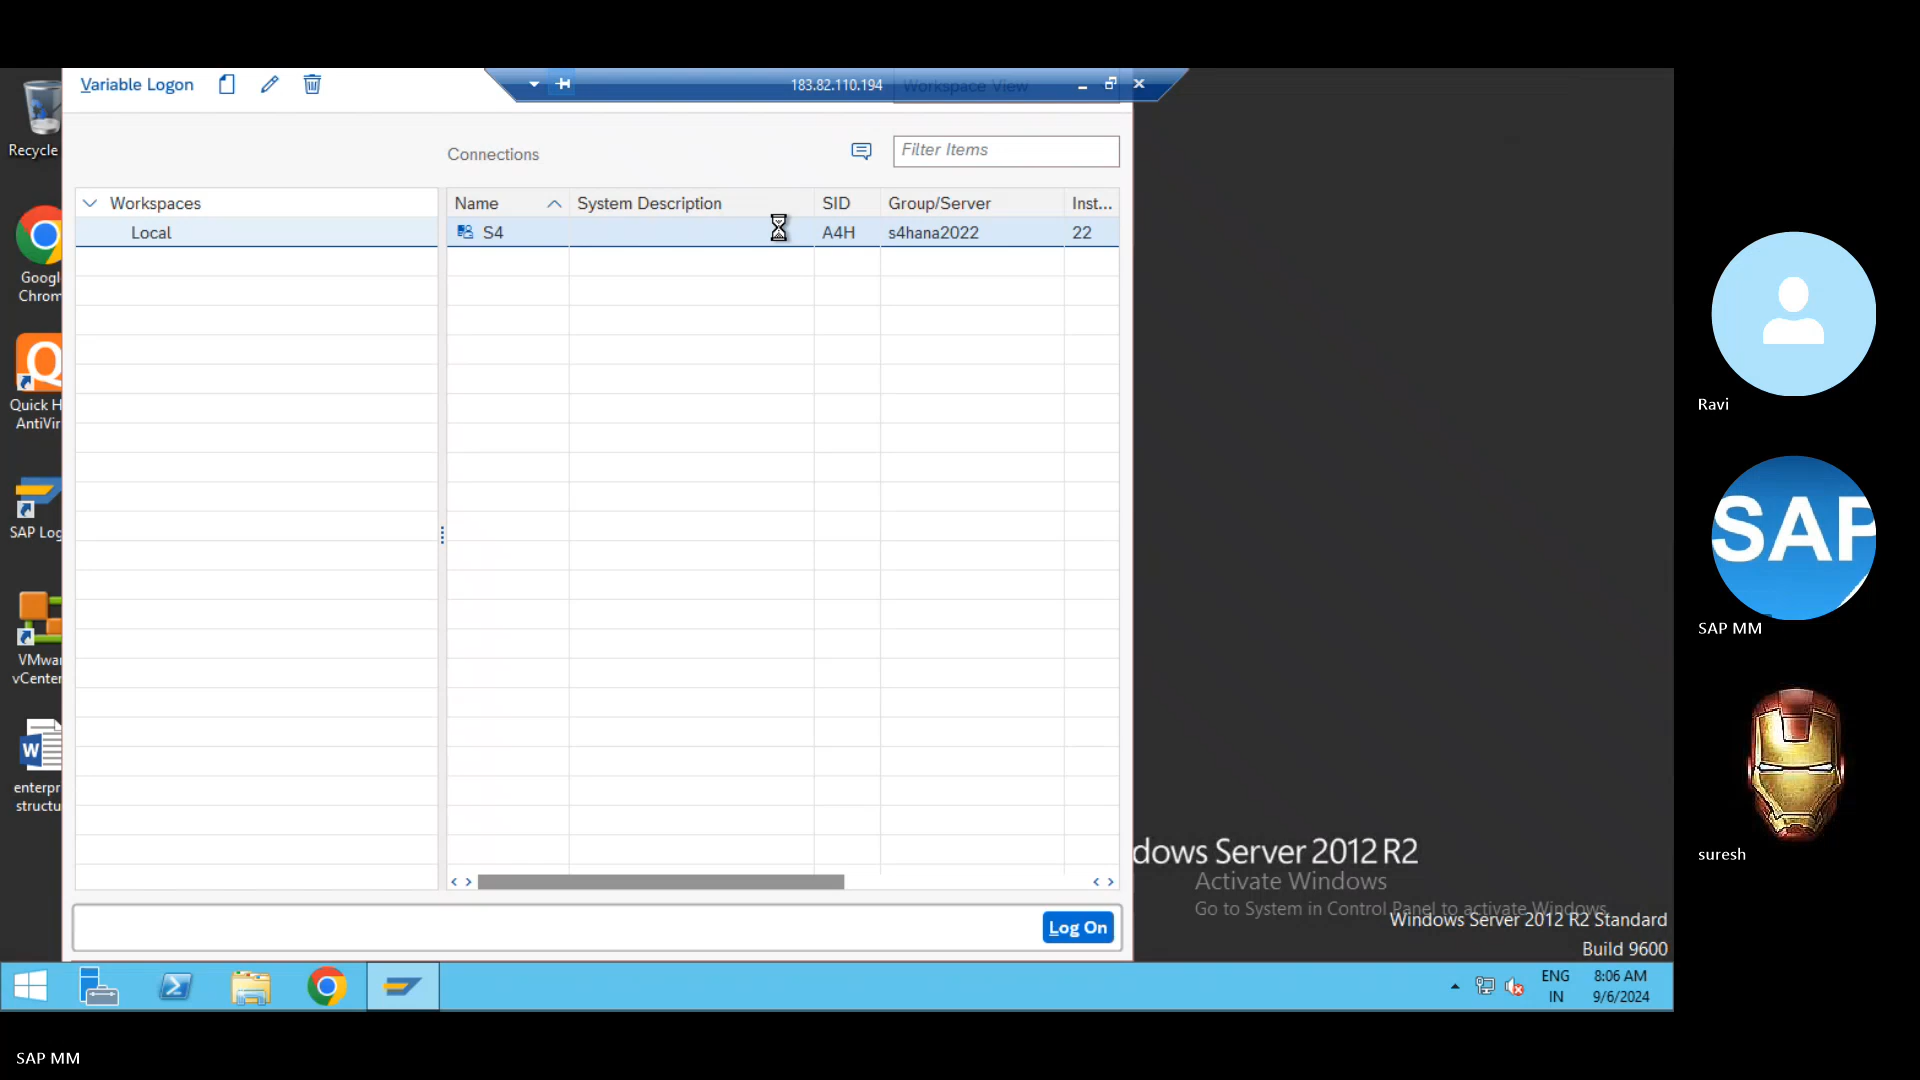 Variable Logon
183.82.110.194
Workspace View
Recycle
Connections
Filter Items
Workspaces
Local
Name
System Description
SID
Group/Server
Inst...
S4
A4H
s4hana2022
22
Googl
Chrom
Quick H
AntiVir
SAP Log
VMwa
vCenter
W
enterpr
structu
Log On
dows Server 2012 R2
Activate Windows
Go to System in Control Panel to activate Windows.
Windows Server 2012 R2 Standard
Build 9600
ENG
IN
8:06 AM
9/6/2024
Ravi
SAP
SAP MM
suresh
SAP MM